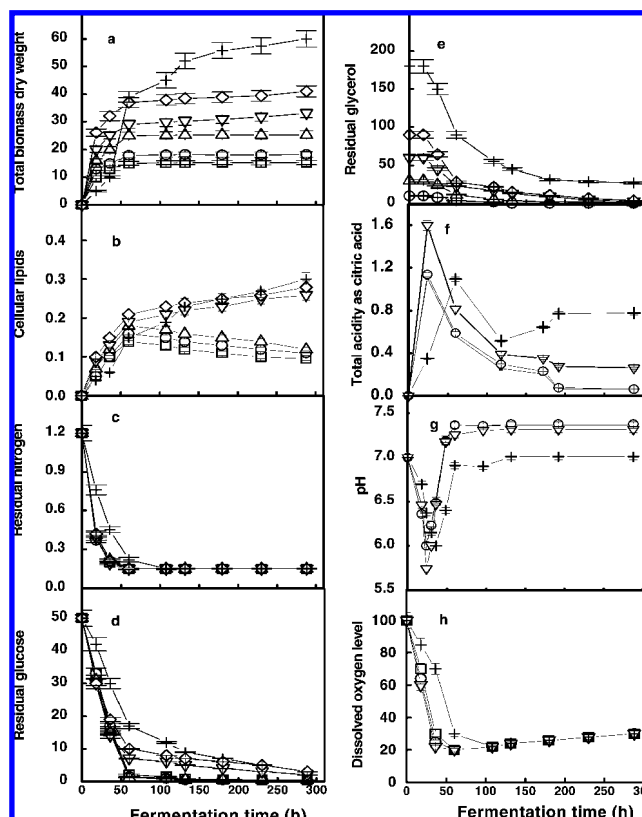 Total biomass dry weight
60
50
40
30
20
10
0
a
Cellular lipids
0.4
0.3
0.2
0.1
0.0
b
Residual nitrogen
1.2
0.9
0.6
0.3
0.0
c
Residual glucose
50
40
30
20
10
0
d
0 50 100 150 200 250 300
Fermentation time (h)
Residual glycerol
200
150
100
50
0
e
Total acidity as citric acid
1.6
1.2
0.8
0.4
0.0
f
pH
7.5
7.0
6.5
6.0
5.5
g
Dissolved oxygen level
100
80
60
40
20
0
h
0 50 100 150 200 250 30
Fermentation time (h)